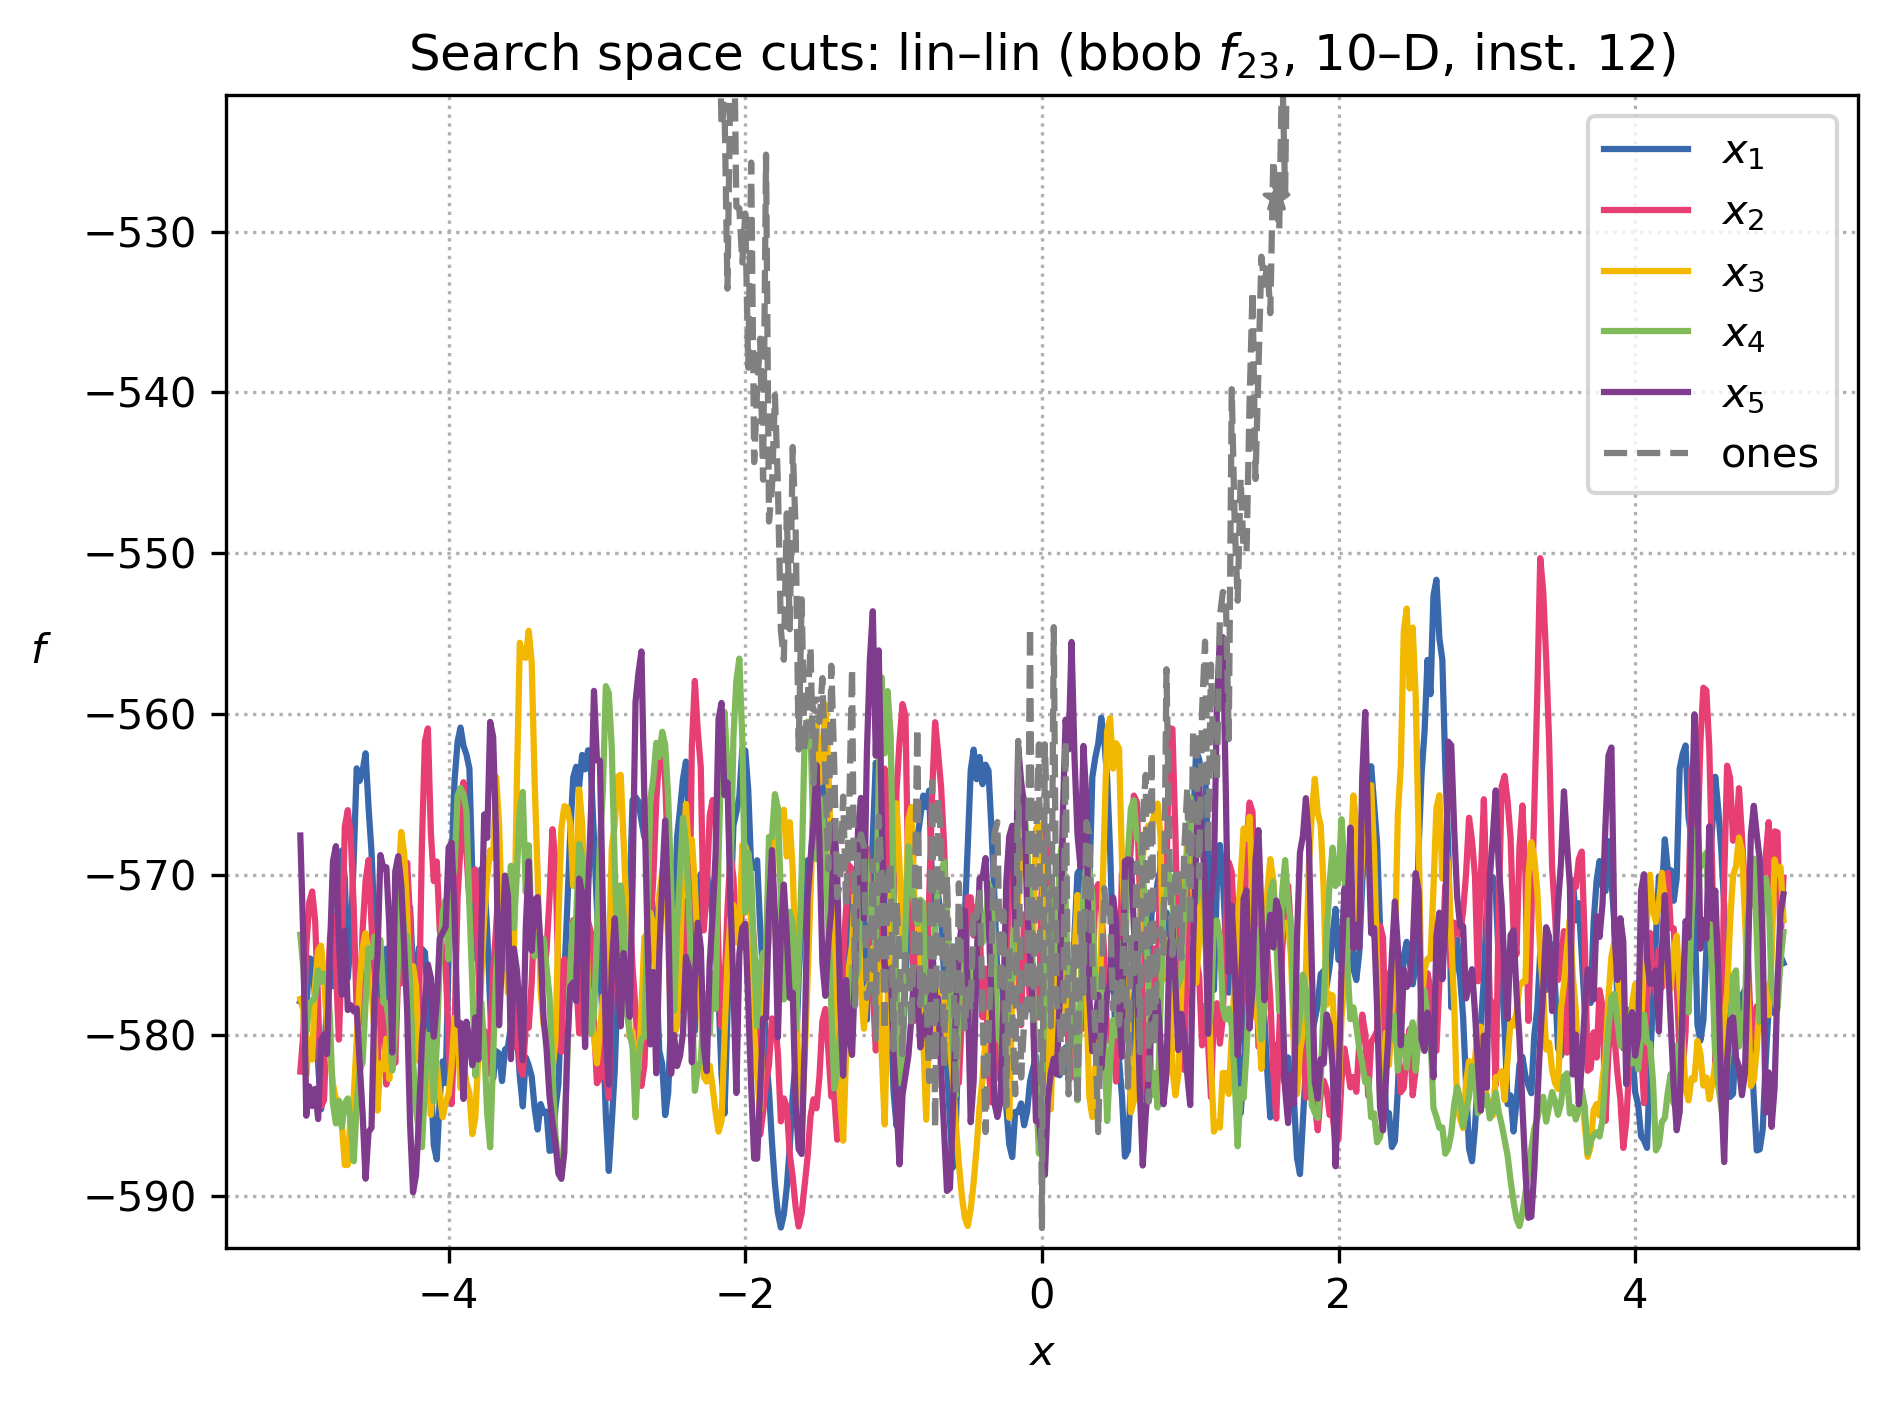 Search space cuts: lin–lin (bbob f23, 10–D, inst. 12)
x1
x2
x3
x4
x5
ones
−530
−540
−550
−560
−570
−580
−590
f
−4 −2 0 2 4
x